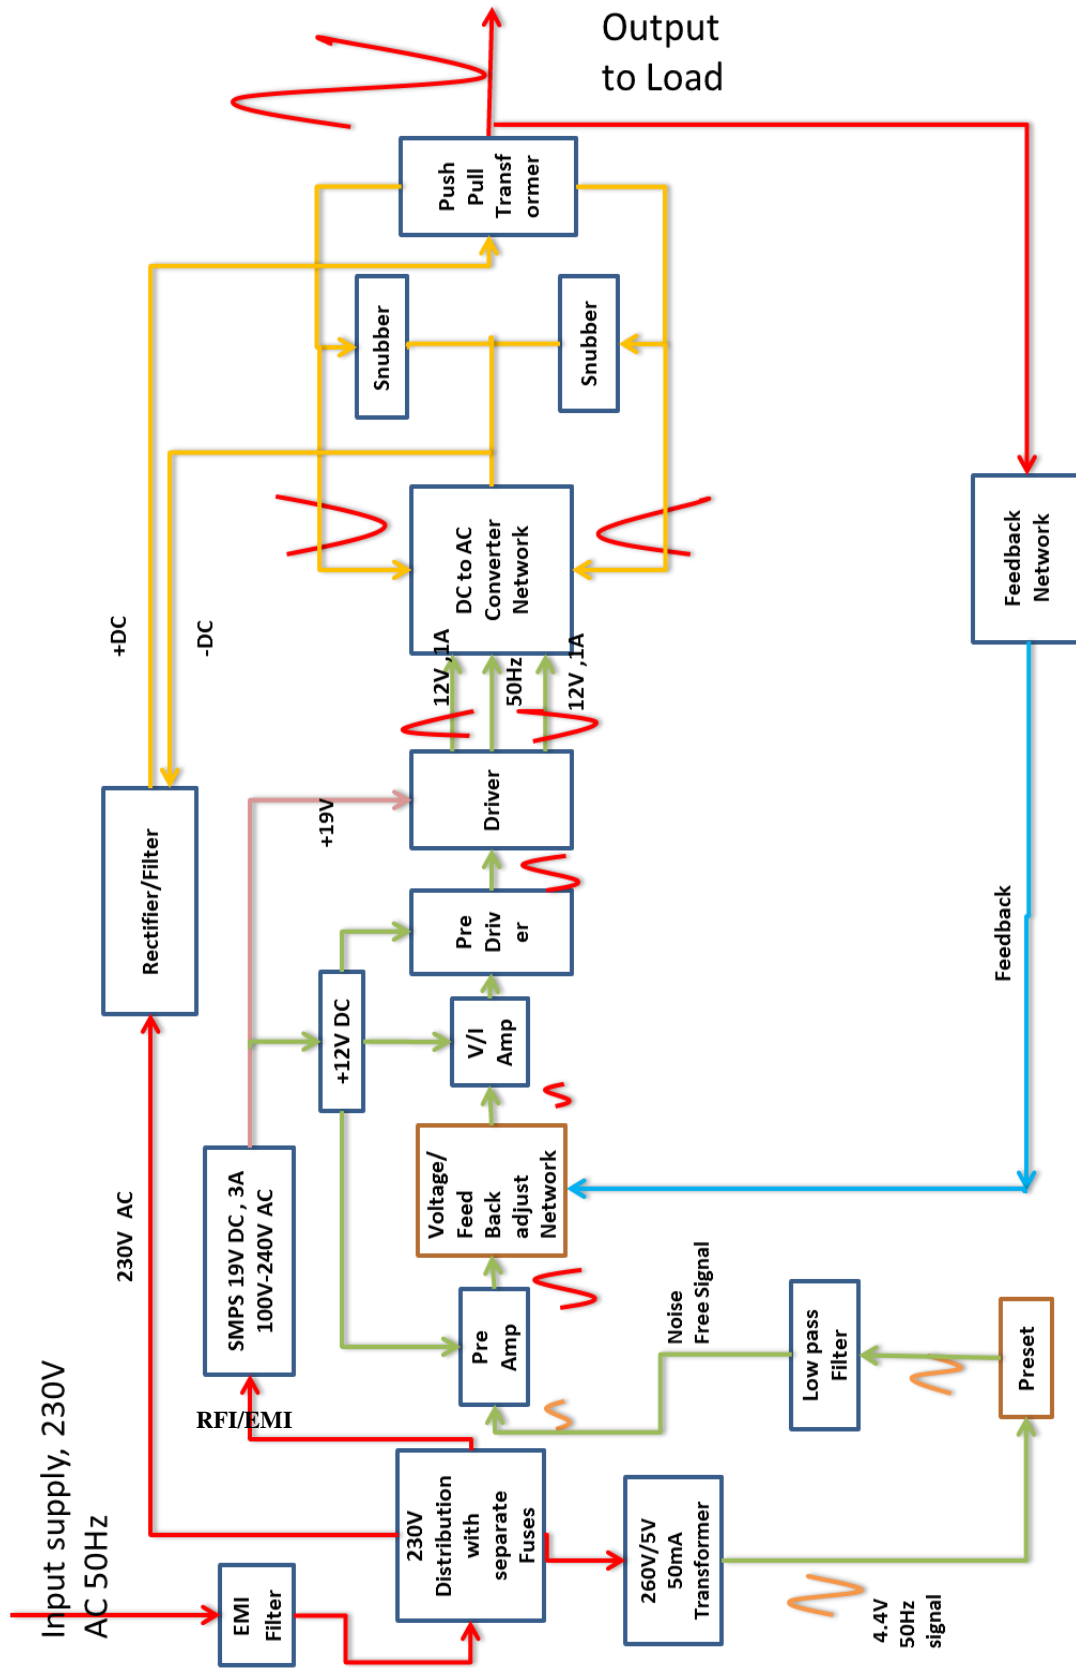 Output
to Load
Input supply, 230V
AC 50Hz
EMI
Filter
230V
Distribution
with
separate
Fuses
RFI/EMI
230V  AC
SMPS 19V DC , 3A
100V-240V AC
Rectifier/Filter
+DC
-DC
+19V
+12V DC
260V/5V
50mA
Transformer
4.4V
50Hz
signal
Preset
Low pass
Filter
Noise
Free Signal
Pre
Amp
Voltage/
Feed
Back
adjust
Network
V/I
Amp
Pre
Driv
er
Driver
12V ,1A
50Hz
12V ,1A
DC to AC
Converter
Network
Snubber
Snubber
Push
Pull
Transf
ormer
Feedback
Network
Feedback